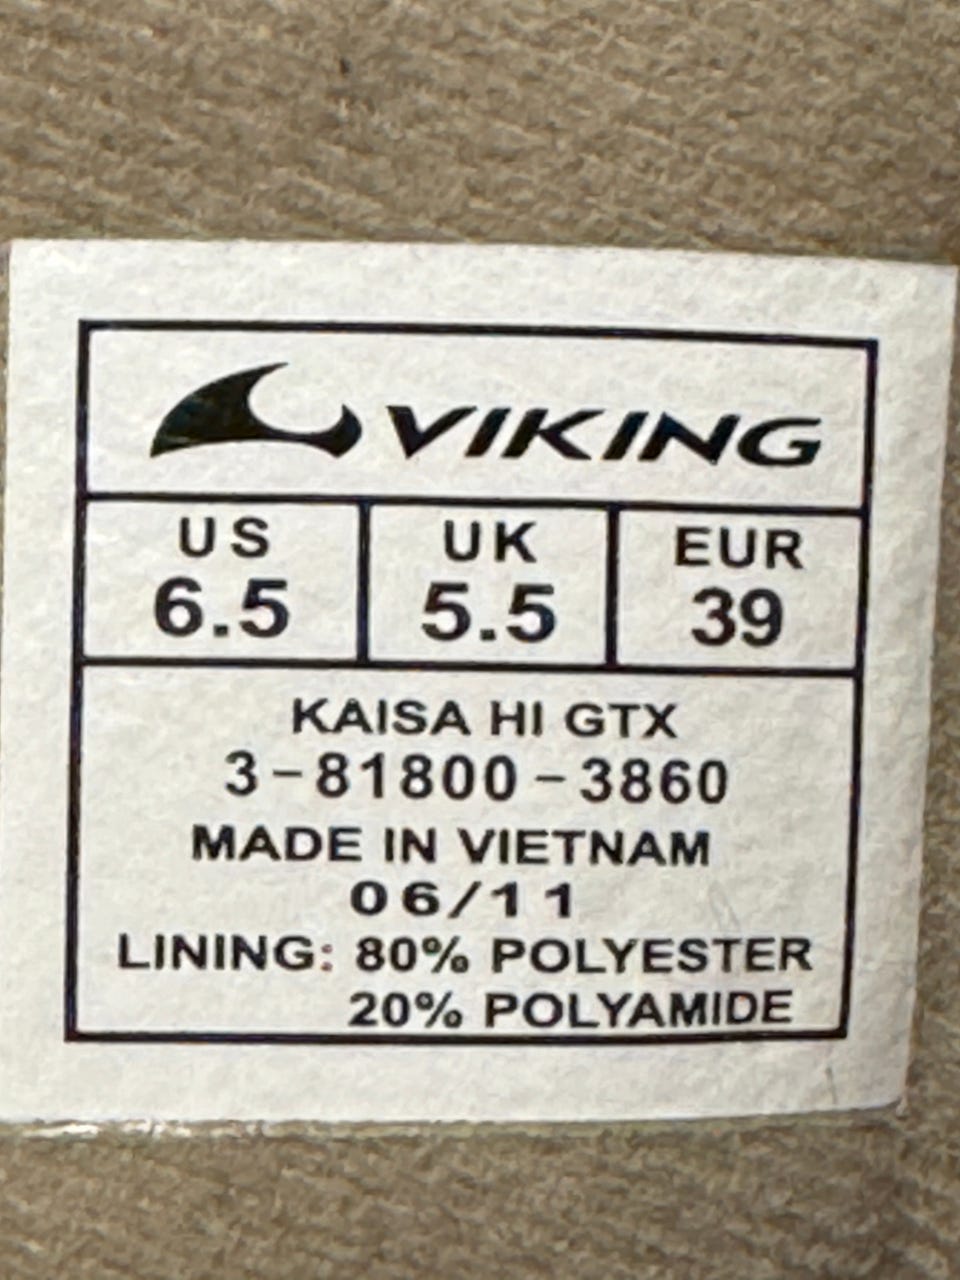 VIKING
US UK EUR
6.5 5.5 39
KAISA HI GTX
3-81800-3860
MADE IN VIETNAM
06/11
LINING: 80% POLYESTER
20% POLYAMIDE